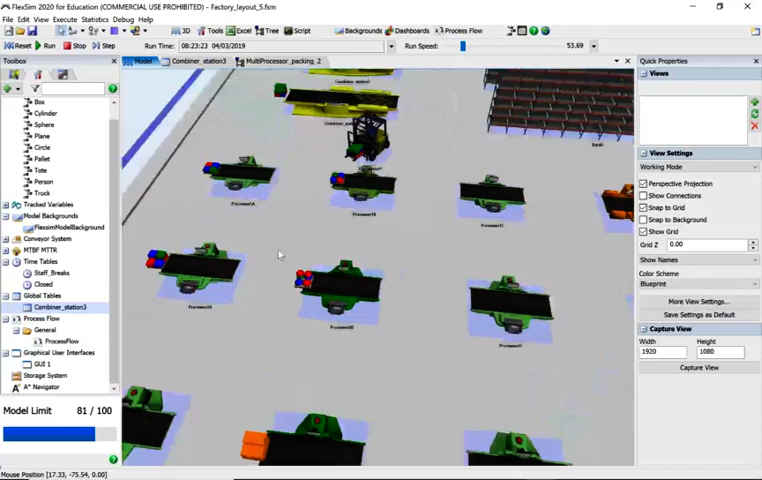 FlexSim 2020 for Education (COMMERCIAL USE PROHIBITED) - Factory_layout_5.fsm
File Edit View Execute Statistics Debug Help
3D Tools Excel Tree Script Backgrounds Dashboards Process Flow
Reset Run Stop Step Run Time: 08:23:23 04/03/2019 Run Speed: 53.69
Toolbox
Model Combiner_station3 MultiProcessor_packing_2
Quick Properties
Views
Box
Cylinder
Sphere
Plane
Circle
Pallet
Tote
Person
Truck
Tracked Variables
Model Backgrounds
FlexsimModelBackground
Conveyor System
MTBF MTTR
Time Tables
Staff_Breaks
Closed
Global Tables
Combiner_station3
Process Flow
General
ProcessFlow
Graphical User Interfaces
GUI 1
Storage System
A* Navigator
Model Limit 81 / 100
View Settings
Working Mode
Perspective Projection
Show Connections
Snap to Grid
Snap to Background
Show Grid
Grid Z 0.00
Show Names
Color Scheme
Blueprint
More View Settings...
Save Settings as Default
Capture View
Width Height
1920 1080
Capture View
Mouse Position [17.33, -75.54, 0.00]